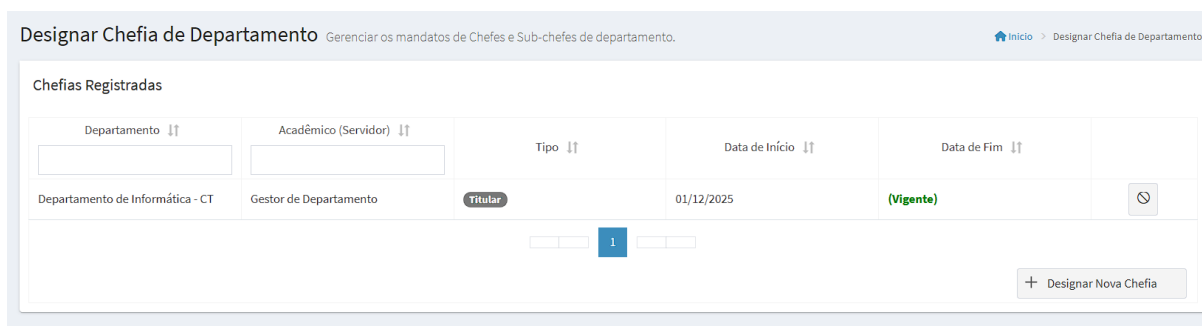 Designar Chefia de Departamento Gerenciar os mandatos de Chefes e Sub-chefes de departamento. Inicio > Designar Chefia de Departamento
Chefias Registradas
Departamento Acadêmico (Servidor) Tipo Data de Início Data de Fim
Departamento de Informática - CT Gestor de Departamento Titular 01/12/2025 (Vigente)
1
+ Designar Nova Chefia